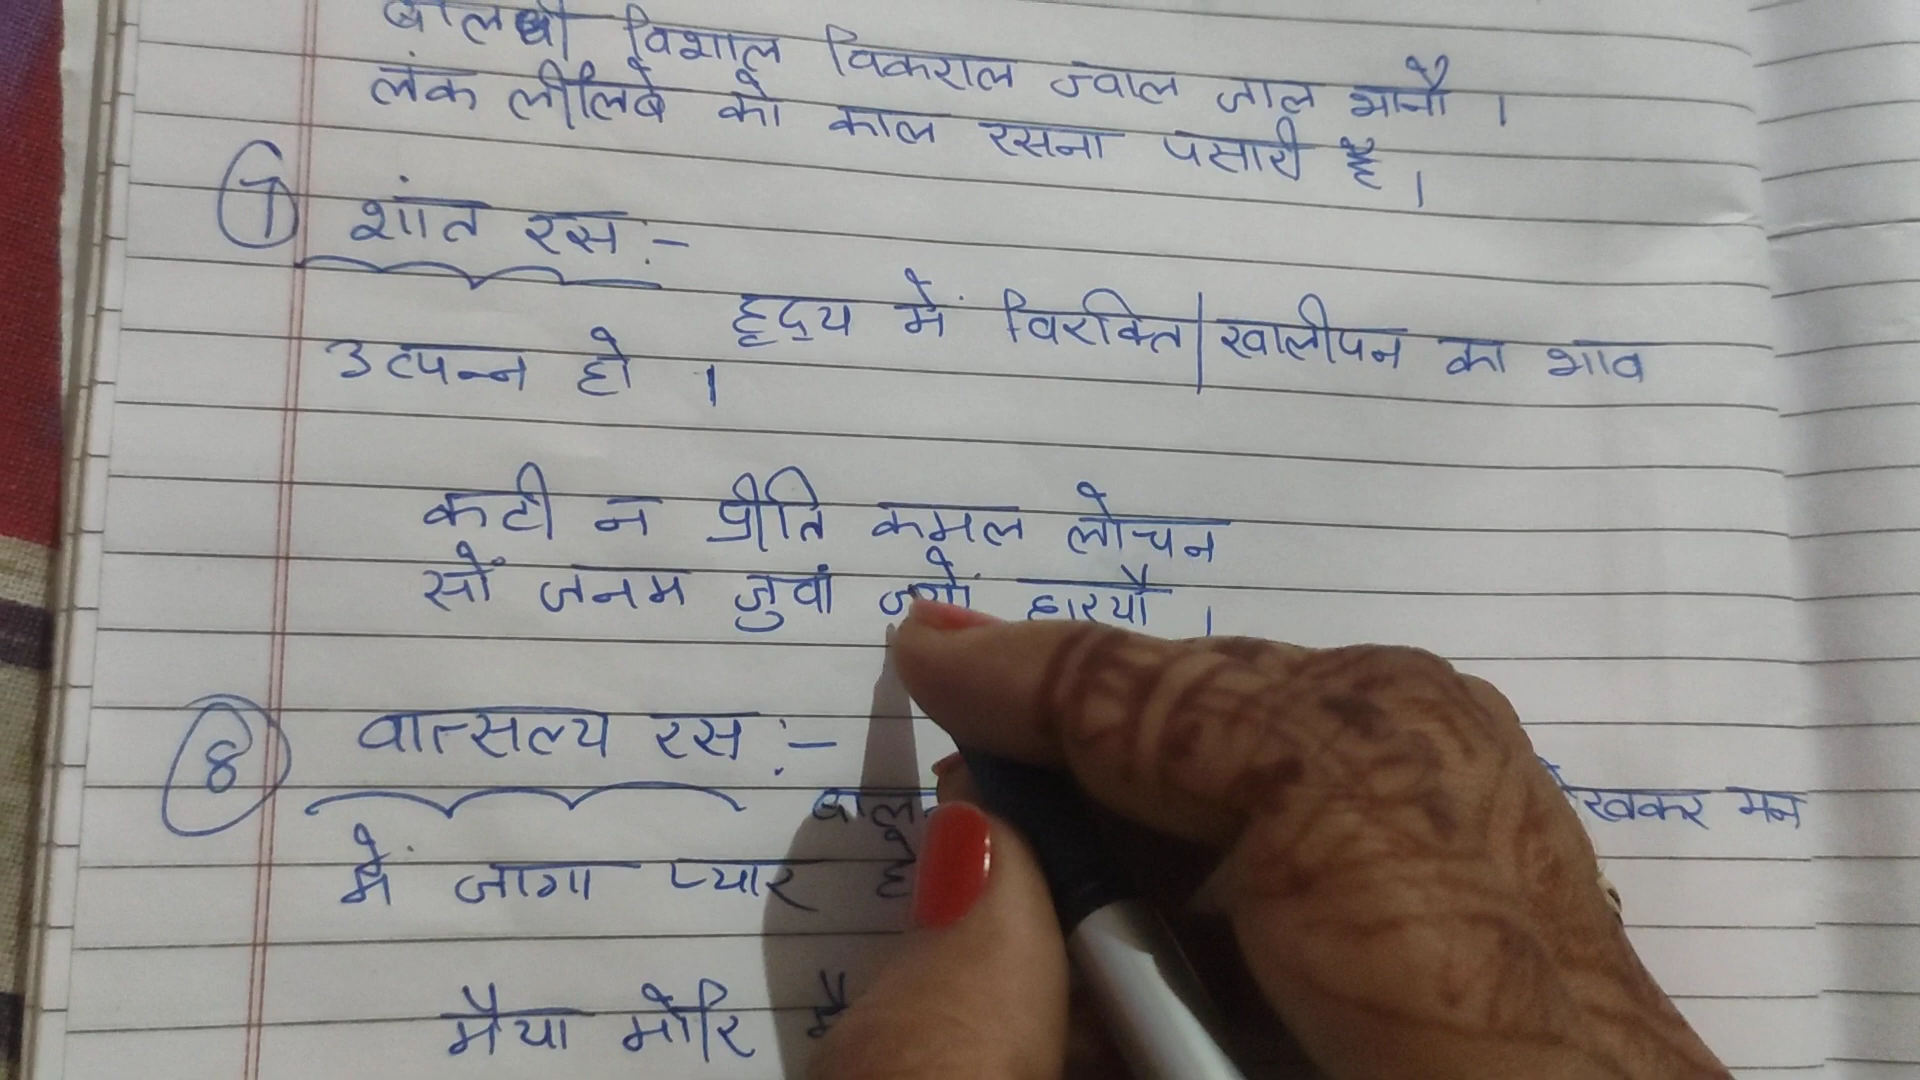 बालधी विशाल विकराल ज्वाल जाल मानौ ।
लंक लीलिबे को काल रसना पसारी है ।
7 शांत रस :-
हृदय में विरक्ति | खालीपन का भाव
उत्पन्न हो ।
कटी न प्रीति कमल लोचन
सौं जनम जुवां ज्यों हारयौ ।
8 वात्सल्य रस :-
मन
में जागा प्यार
मैया मोरि